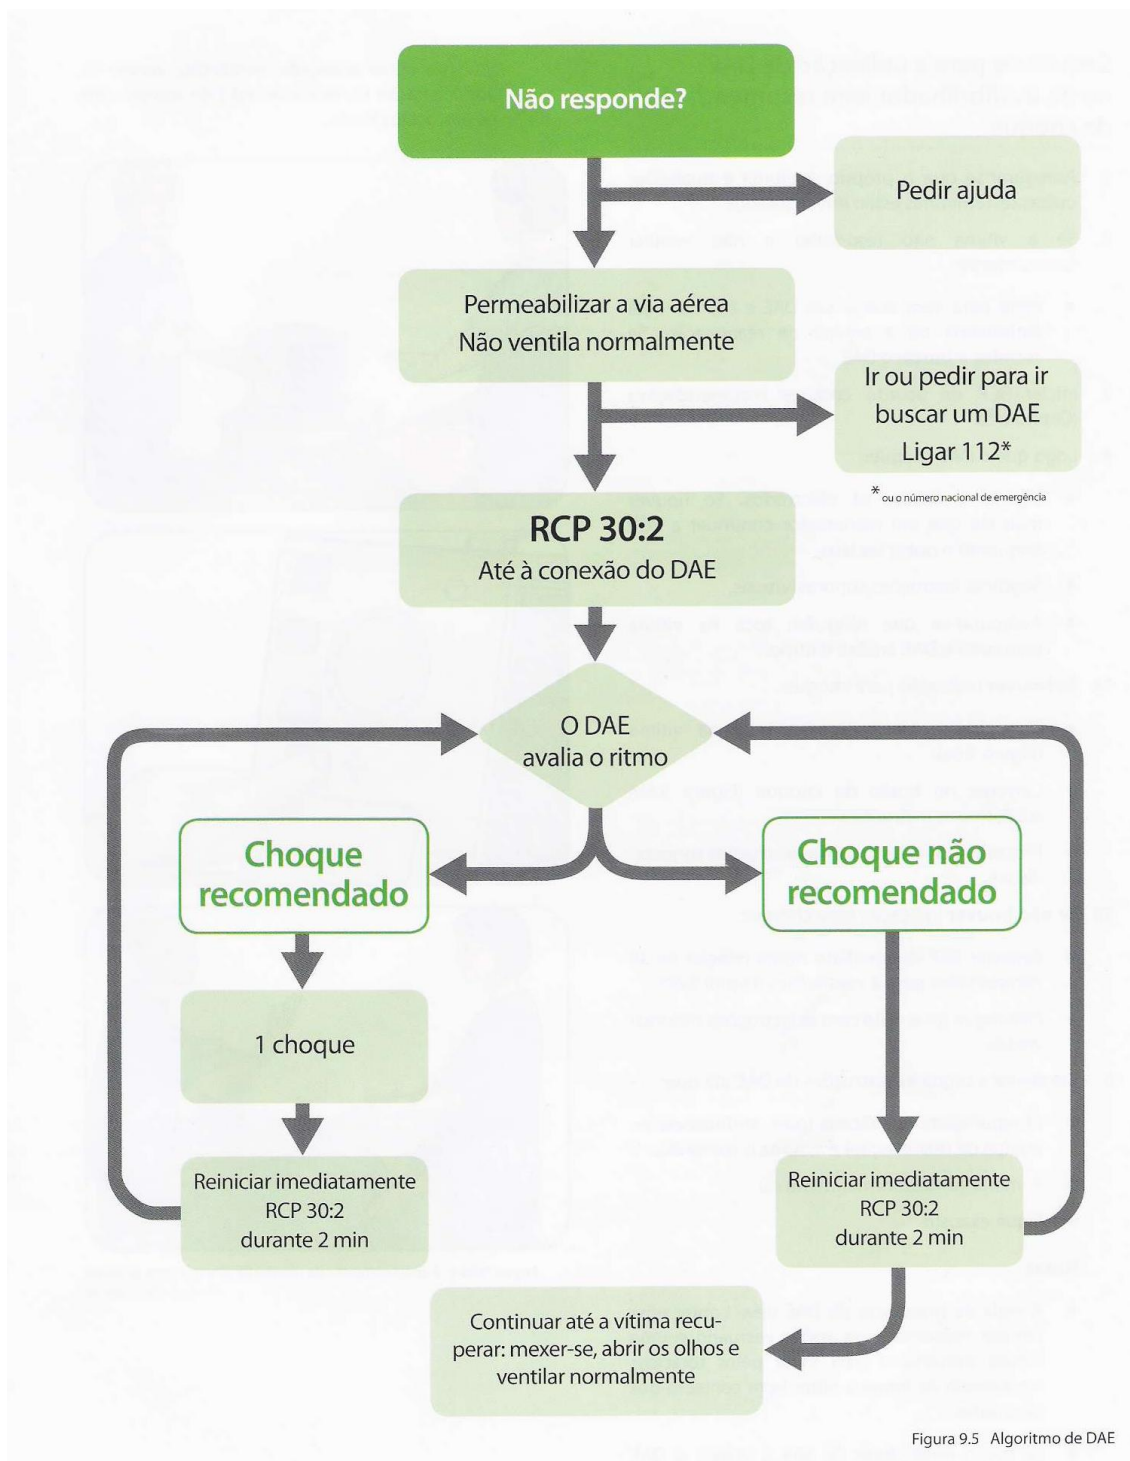 Não responde?
Pedir ajuda
Permeabilizar a via aérea
Não ventila normalmente
Ir ou pedir para ir
buscar um DAE
Ligar 112*
* ou o número nacional de emergência
RCP 30:2
Até à conexão do DAE
O DAE
avalia o ritmo
Choque
recomendado
Choque não
recomendado
1 choque
Reiniciar imediatamente
RCP 30:2
durante 2 min
Reiniciar imediatamente
RCP 30:2
durante 2 min
Continuar até a vítima recu-
perar: mexer-se, abrir os olhos e
ventilar normalmente
Figura 9.5 Algoritmo de DAE